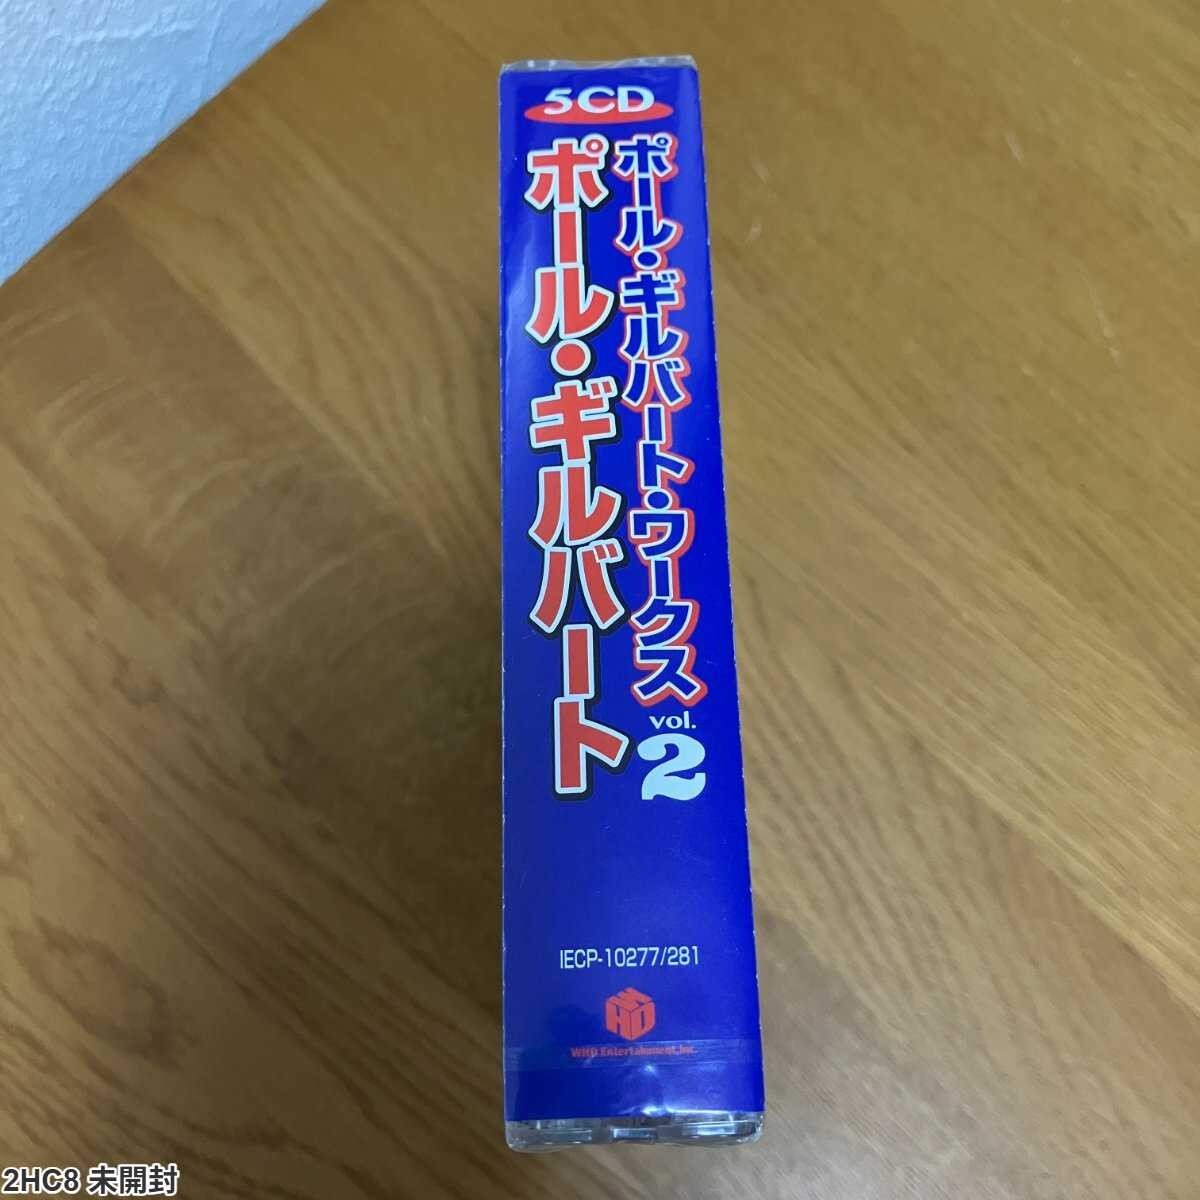 5CD
ポール・ギルバート・ワークス
vol.
2
ポール・ギルバート
IECP-10277/281
WHD
WHD Entertainment, Inc.
2HC8 未開封